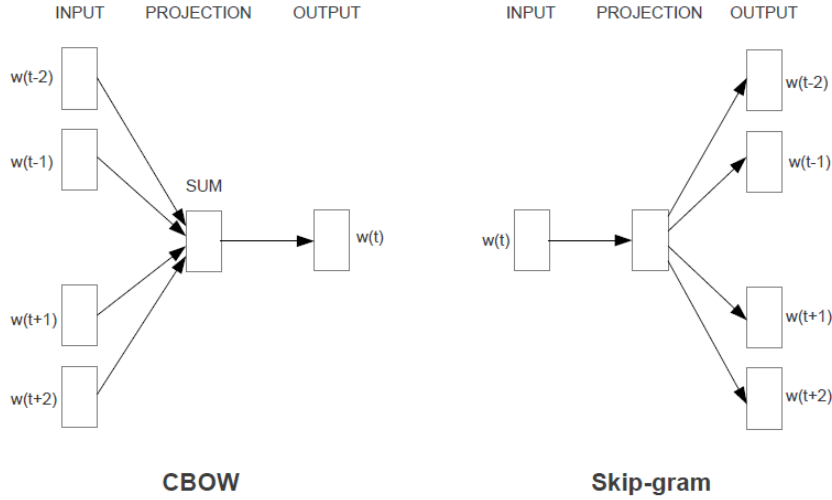 INPUT PROJECTION OUTPUT
w(t-2)
w(t-1)
SUM
w(t)
w(t+1)
w(t+2)
CBOW
INPUT PROJECTION OUTPUT
w(t-2)
w(t-1)
w(t)
w(t+1)
w(t+2)
Skip-gram